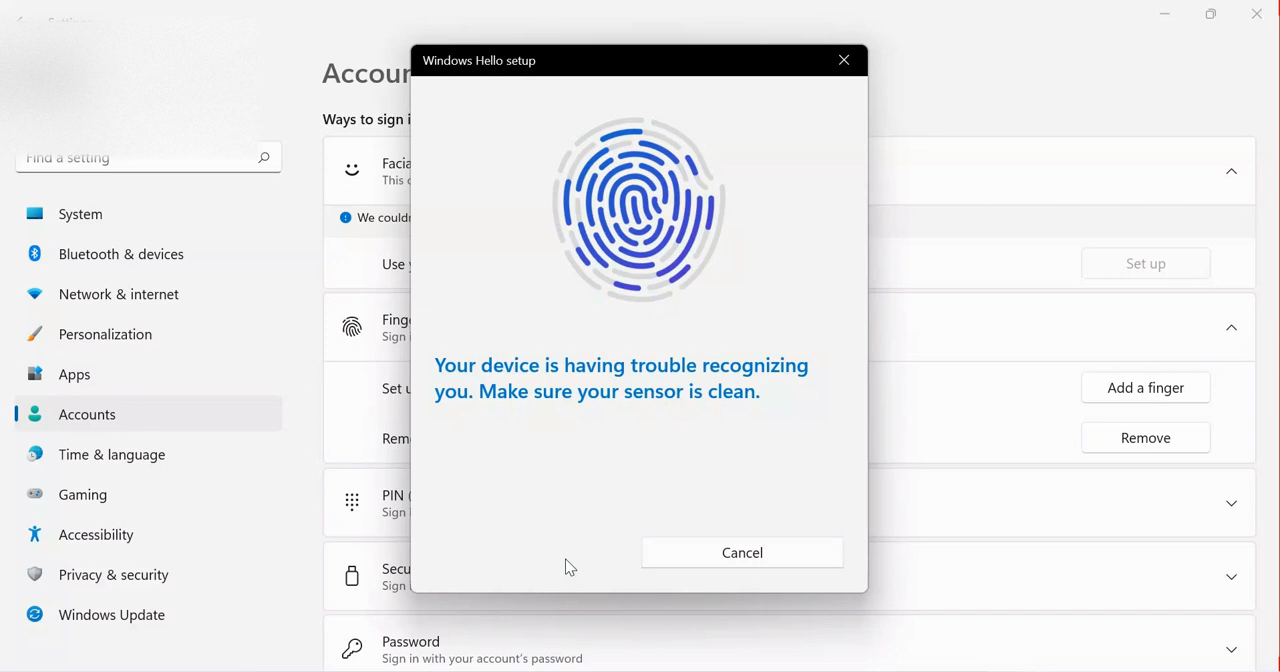 Find a setting
System
Bluetooth & devices
Network & internet
Personalization
Apps
Accounts
Time & language
Gaming
Accessibility
Privacy & security
Windows Update
Accoun
Ways to sign i
Facia
This
We could
Use
Set up
Fing
Sign i
Set u
Add a finger
Rem
Remove
PIN (
Sign
Secu
Sign i
Password
Sign in with your account's password
Windows Hello setup
Your device is having trouble recognizing
you. Make sure your sensor is clean.
Cancel